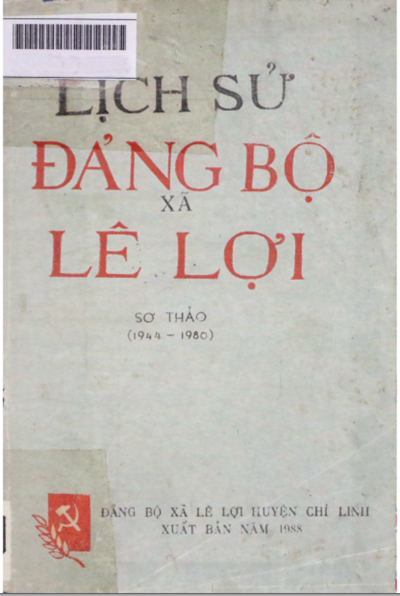 LỊCH SỬ
ĐẢNG BỘ
XÃ
LÊ LỢI
SƠ THẢO
(1944 - 1980)
ĐẢNG BỘ XÃ LÊ LỢI HUYỆN CHÍ LINH
XUẤT BẢN NĂM 1988